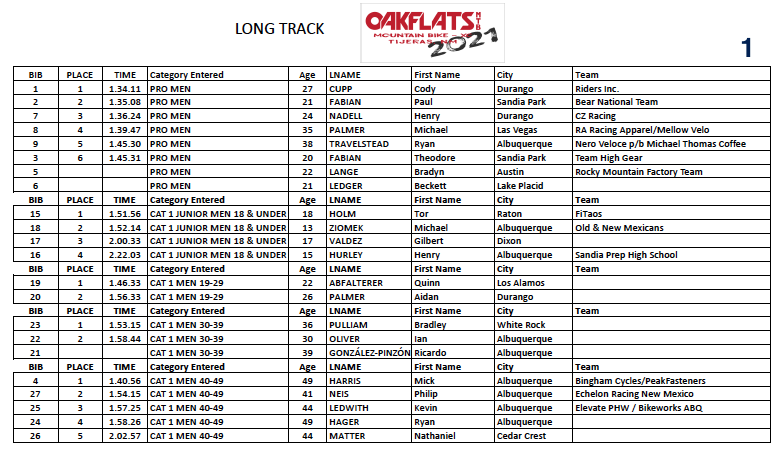 LONG TRACK
OAKFLATS MTB
MOUNTAIN BIKE - X
TIJERAS, NM
2021
1
BIB PLACE TIME Category Entered Age LNAME First Name City Team
1 1 1.34.11 PRO MEN 27 CUPP Cody Durango Riders Inc.
2 2 1.35.08 PRO MEN 21 FABIAN Paul Sandia Park Bear National Team
7 3 1.36.24 PRO MEN 24 NADELL Henry Durango CZ Racing
8 4 1.39.47 PRO MEN 35 PALMER Michael Las Vegas RA Racing Apparel/Mellow Velo
9 5 1.45.30 PRO MEN 38 TRAVELSTEAD Ryan Albuquerque Nero Veloce p/b Michael Thomas Coffee
3 6 1.45.31 PRO MEN 20 FABIAN Theodore Sandia Park Team High Gear
5 PRO MEN 22 LANGE Bradyn Austin Rocky Mountain Factory Team
6 PRO MEN 21 LEDGER Beckett Lake Placid
BIB PLACE TIME Category Entered Age LNAME First Name City Team
15 1 1.51.56 CAT 1 JUNIOR MEN 18 & UNDER 18 HOLM Tor Raton FiTaos
18 2 1.52.14 CAT 1 JUNIOR MEN 18 & UNDER 13 ZIOMEK Michael Albuquerque Old & New Mexicans
17 3 2.00.33 CAT 1 JUNIOR MEN 18 & UNDER 17 VALDEZ Gilbert Dixon
16 4 2.22.03 CAT 1 JUNIOR MEN 18 & UNDER 15 HURLEY Henry Albuquerque Sandia Prep High School
BIB PLACE TIME Category Entered Age LNAME First Name City Team
19 1 1.46.33 CAT 1 MEN 19-29 22 ABFALTERER Quinn Los Alamos
20 2 1.56.33 CAT 1 MEN 19-29 26 PALMER Aidan Durango
BIB PLACE TIME Category Entered Age LNAME First Name City Team
23 1 1.53.15 CAT 1 MEN 30-39 36 PULLIAM Bradley White Rock
22 2 1.58.44 CAT 1 MEN 30-39 30 OLIVER Ian Albuquerque
21 CAT 1 MEN 30-39 39 GONZÁLEZ-PINZÓN Ricardo Albuquerque
BIB PLACE TIME Category Entered Age LNAME First Name City Team
4 1 1.40.56 CAT 1 MEN 40-49 49 HARRIS Mick Albuquerque Bingham Cycles/PeakFasteners
27 2 1.54.15 CAT 1 MEN 40-49 41 NEIS Philip Albuquerque Echelon Racing New Mexico
25 3 1.57.25 CAT 1 MEN 40-49 44 LEDWITH Kevin Albuquerque Elevate PHW / Bikeworks ABQ
24 4 1.58.26 CAT 1 MEN 40-49 49 HAGER Ryan Albuquerque
26 5 2.02.57 CAT 1 MEN 40-49 44 MATTER Nathaniel Cedar Crest